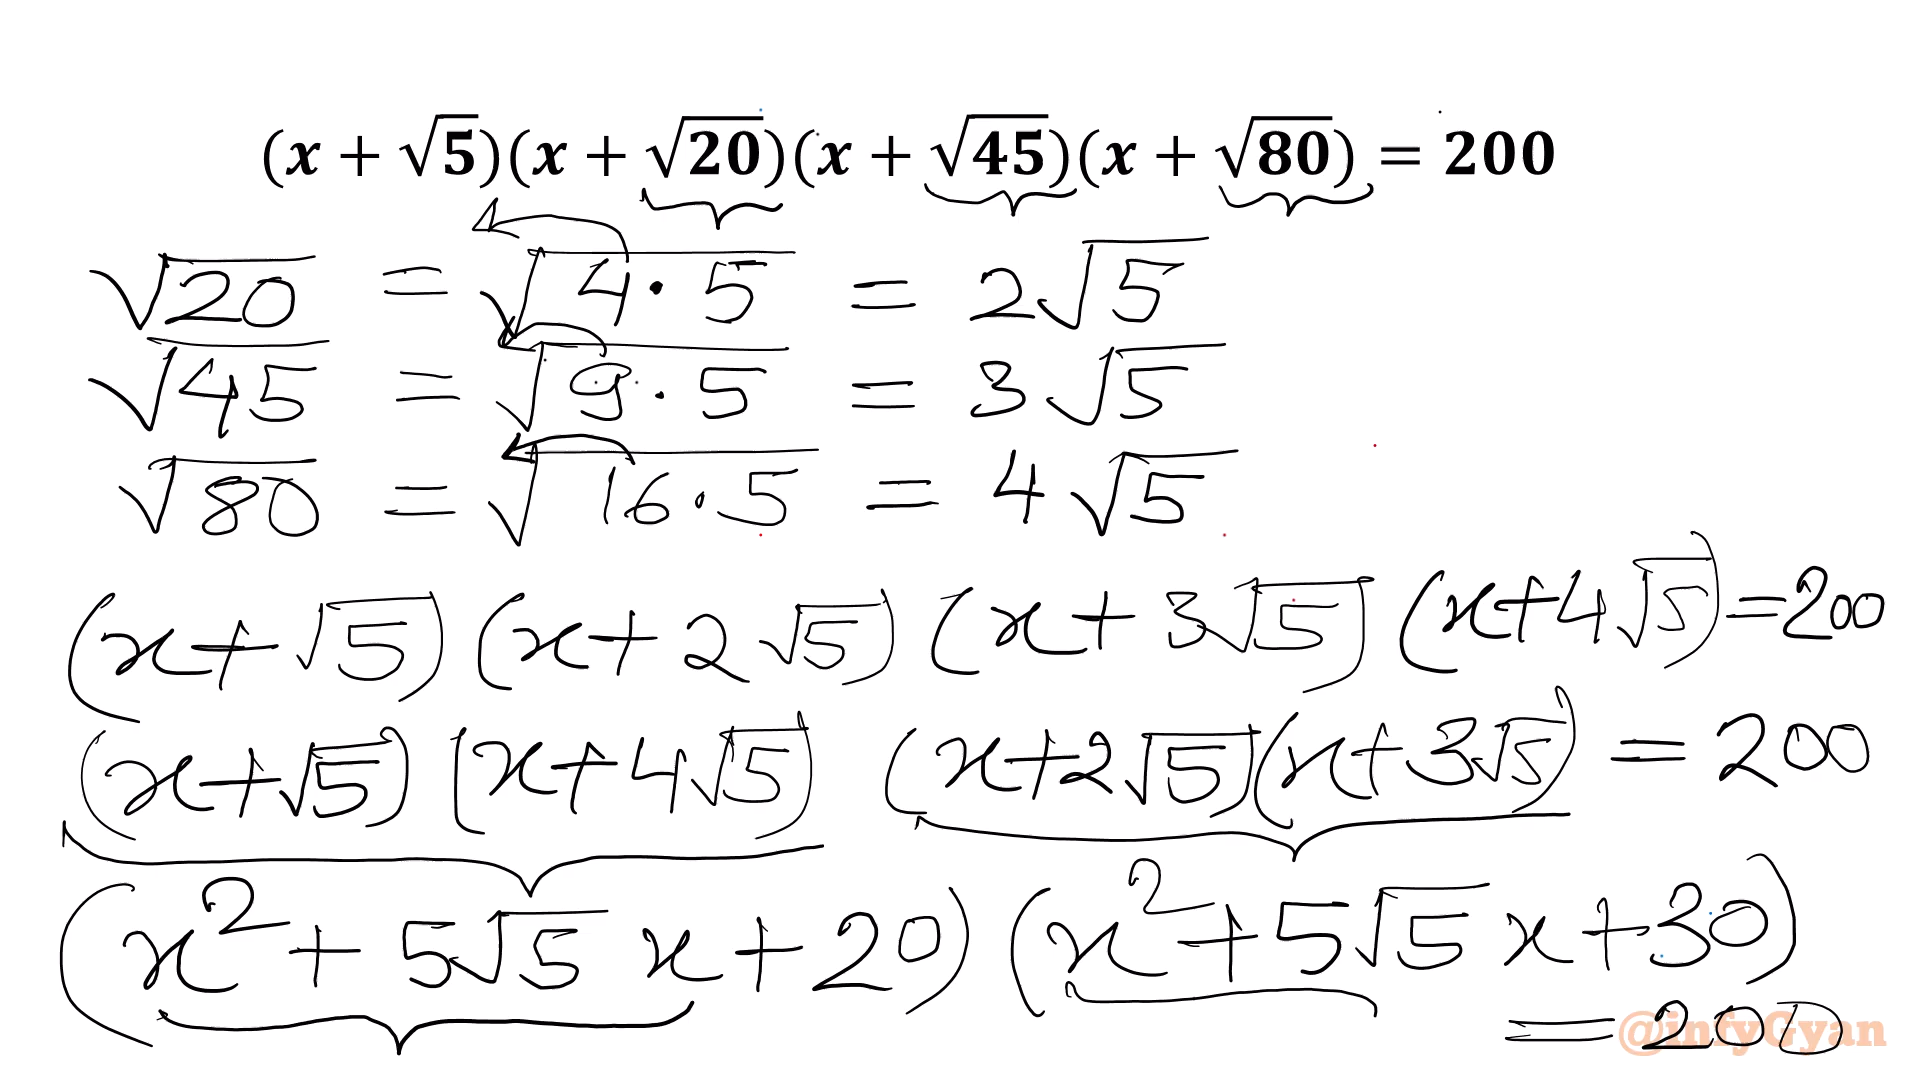 (x + √5)(x + √20)(x + √45)(x + √80) = 200
√20 = √4·5 = 2√5
√45 = √9·5 = 3√5
√80 = √16·5 = 4√5
(x+√5) (x+2√5) (x+3√5) (x+4√5)=200
(x+√5) (x+4√5) (x+2√5)(x+3√5) = 200
(x²+5√5 x+20) (x²+5√5 x+30)
=200
@infyGyan